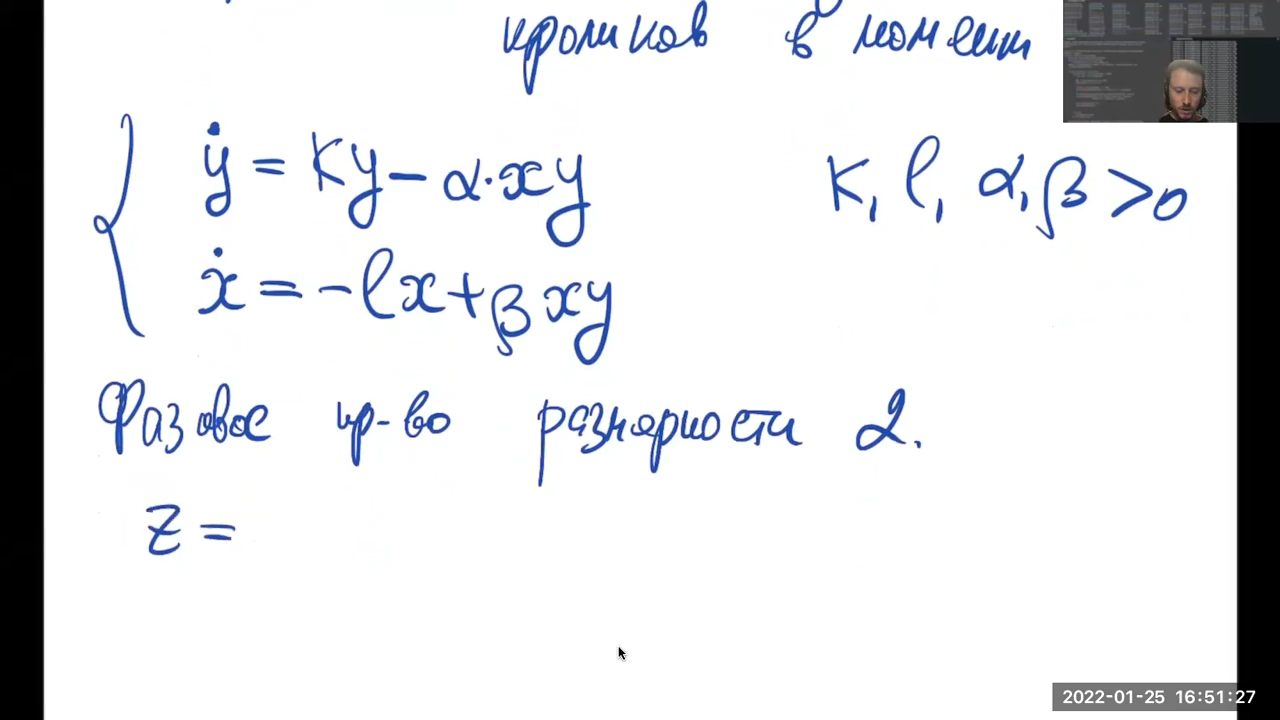 кроликов в момент
ẏ = Ky − α·xy
K, l, α, β > 0
ẋ = −lx + βxy
Фазовое пр-во размерности 2.
z =
2022-01-25 16:51:27